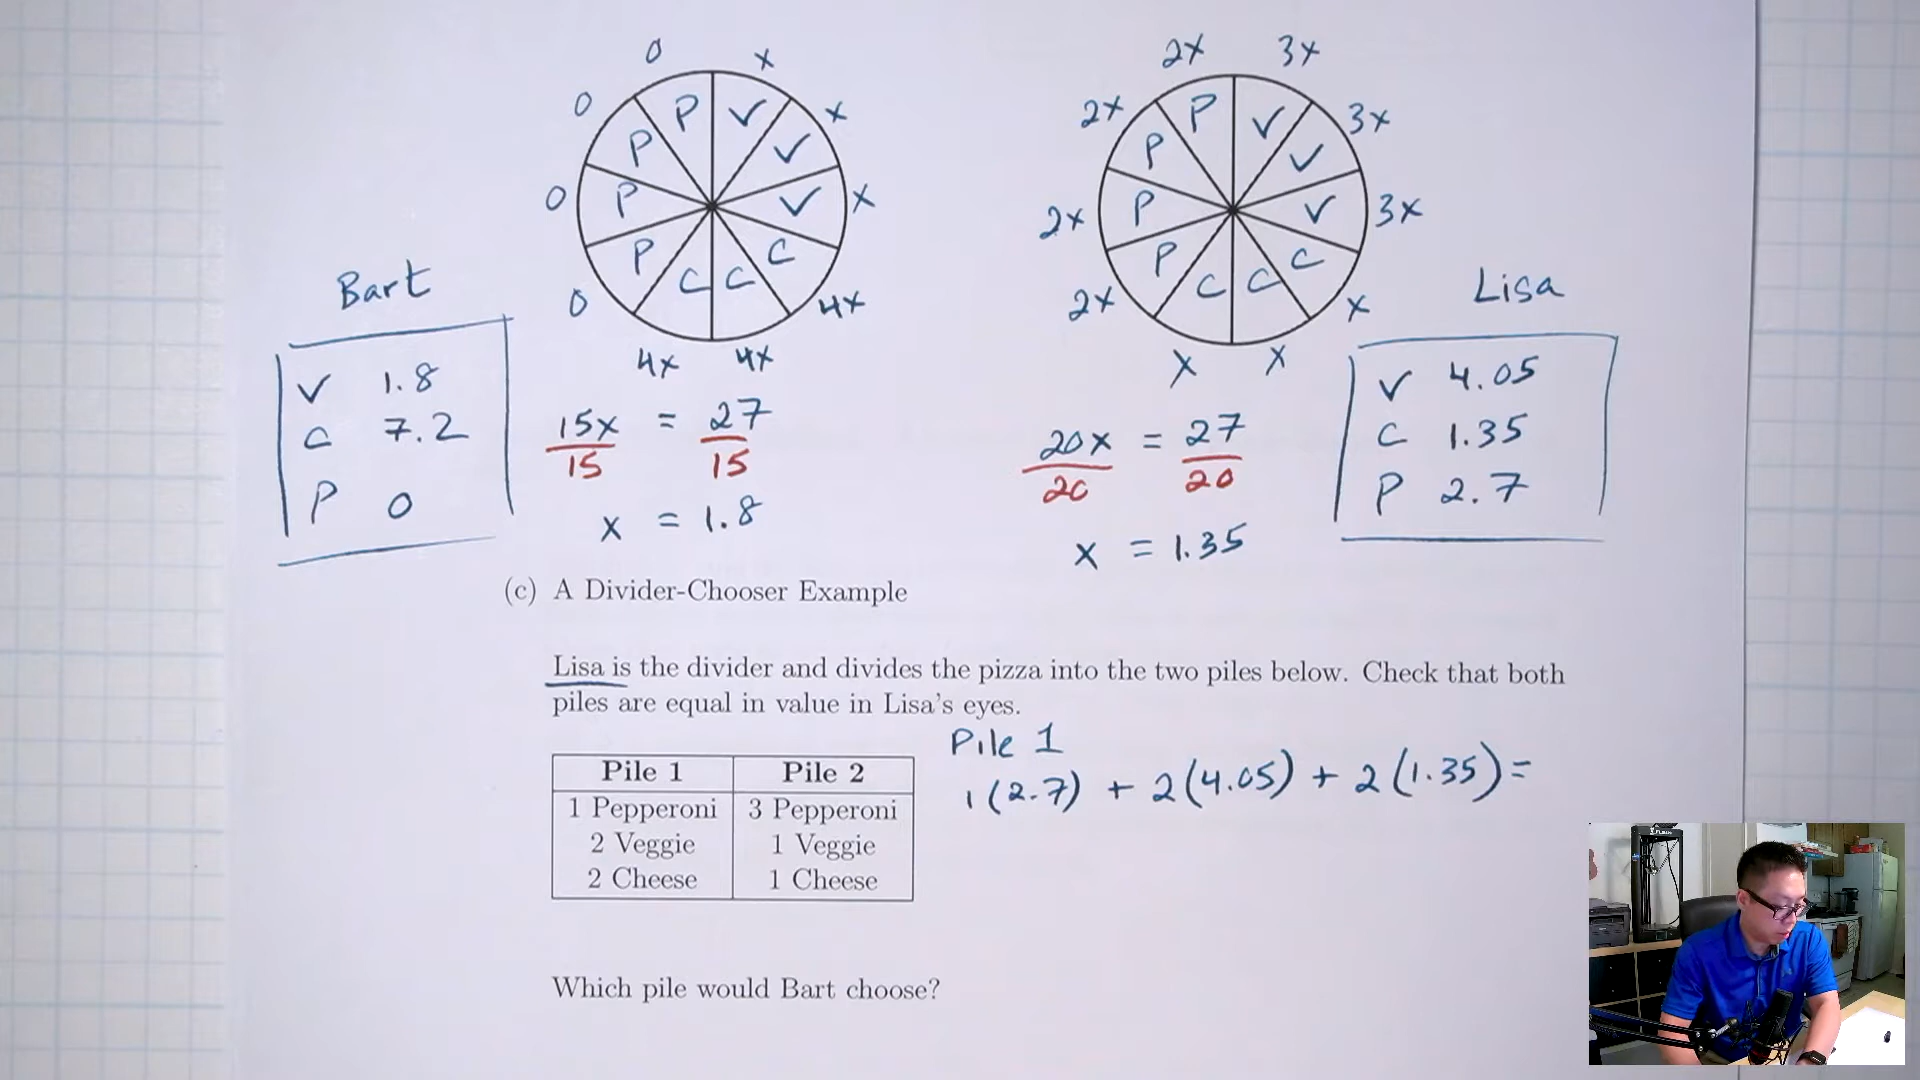 0 x
0 P V x
P V
0 P V x
P C
0 C C 4x
4x 4x
2x 3x
2x P V 3x
P V
2x P V 3x
P C
2x C C x
x x
Bart
V 1.8
C 7.2
P 0
15x = 27
15 15
x = 1.8
20x = 27
20 20
x = 1.35
Lisa
V 4.05
C 1.35
P 2.7
(c) A Divider-Chooser Example
Lisa is the divider and divides the pizza into the two piles below. Check that both
piles are equal in value in Lisa's eyes.
Pile 1 Pile 2
1 Pepperoni 3 Pepperoni
2 Veggie 1 Veggie
2 Cheese 1 Cheese
Pile 1
1(2.7) + 2(4.05) + 2(1.35) =
Which pile would Bart choose?